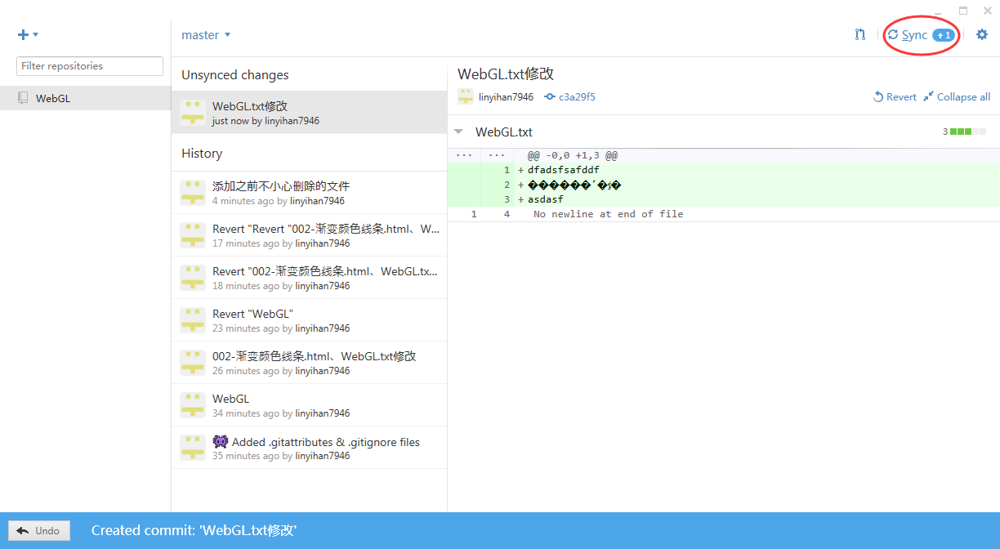 master
Sync 1
Filter repositories
WebGL
Unsynced changes
WebGL.txt修改
just now by linyihan7946
History
添加之前不小心删除的文件
4 minutes ago by linyihan7946
Revert "Revert "002-渐变颜色线条.html、W...
17 minutes ago by linyihan7946
Revert "002-渐变颜色线条.html、WebGL.tx...
18 minutes ago by linyihan7946
Revert "WebGL"
23 minutes ago by linyihan7946
002-渐变颜色线条.html、WebGL.txt修改
26 minutes ago by linyihan7946
WebGL
34 minutes ago by linyihan7946
Added .gitattributes & .gitignore files
35 minutes ago by linyihan7946
WebGL.txt修改
linyihan7946 c3a29f5
Revert Collapse all
WebGL.txt 3
... ... @@ -0,0 +1,3 @@
1 + dfadsfsafddf
2 +
3 + asdasf
1 4 No newline at end of file
Undo Created commit: 'WebGL.txt修改'